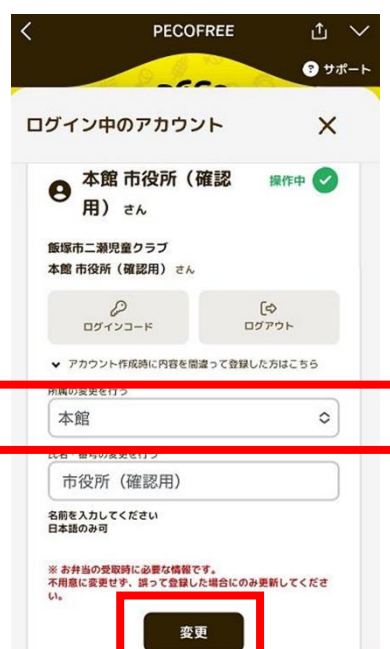 PECOFREE
サポート
ログイン中のアカウント
本館 市役所（確認
用） さん
操作中
飯塚市二瀬児童クラブ
本館 市役所（確認用） さん
ログインコード
ログアウト
アカウント作成時に内容を間違って登録した方はこちら
所属の変更を行う
本館
氏名・番号の変更を行う
市役所（確認用）
名前を入力してください
日本語のみ可
※ お弁当の受取時に必要な情報です。
不用意に変更せず、誤って登録した場合にのみ更新してくださ
い。
変更